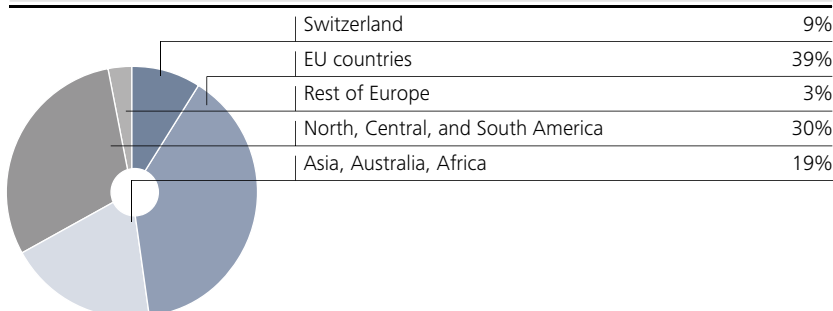 Switzerland 9%
EU countries 39%
Rest of Europe 3%
North, Central, and South America 30%
Asia, Australia, Africa 19%